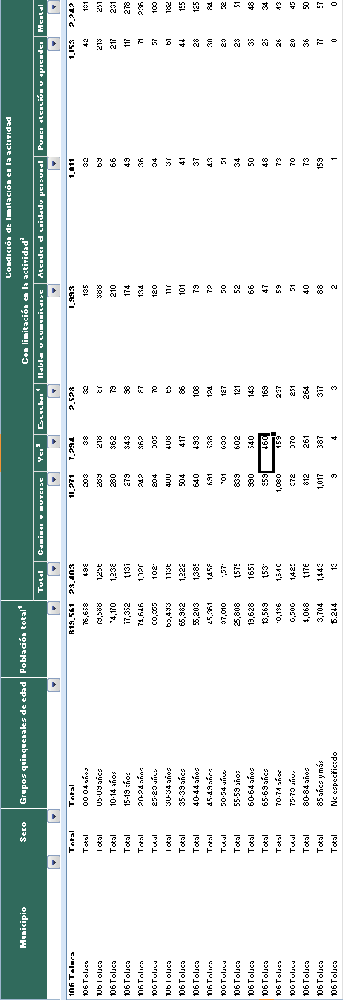 Condición de limitación en la actividad
Con limitación en la actividad²
Municipio Sexo Grupos quinquenales de edad Población total¹ Total Caminar o moverse Ver³ Escuchar⁴ Hablar o comunicarse Atender el cuidado personal Poner atención o aprender Mental
106 Toluca Total Total 819,561 23,403 11,271 7,294 2,528 1,993 1,011 1,153 2,242
106 Toluca Total 00-04 años 76,658 499 203 38 32 135 32 42 131
106 Toluca Total 05-09 años 79,588 1,256 289 218 87 388 69 213 251
106 Toluca Total 10-14 años 74,170 1,238 280 362 79 210 66 217 231
106 Toluca Total 15-19 años 77,352 1,137 279 343 98 174 49 117 278
106 Toluca Total 20-24 años 74,646 1,020 242 362 87 134 36 71 236
106 Toluca Total 25-29 años 68,355 1,021 284 385 70 120 34 57 189
106 Toluca Total 30-34 años 66,493 1,136 400 408 65 117 37 61 182
106 Toluca Total 35-39 años 65,982 1,222 504 417 86 101 41 44 155
106 Toluca Total 40-44 años 55,203 1,385 640 493 108 79 37 28 125
106 Toluca Total 45-49 años 45,361 1,458 691 538 124 72 43 30 84
106 Toluca Total 50-54 años 37,010 1,571 781 639 127 58 51 23 52
106 Toluca Total 55-59 años 25,808 1,575 839 602 121 52 34 23 51
106 Toluca Total 60-64 años 19,628 1,657 990 540 143 66 50 35 48
106 Toluca Total 65-69 años 13,569 1,531 959 460 169 47 48 25 34
106 Toluca Total 70-74 años 10,136 1,640 1,080 459 237 59 73 26 43
106 Toluca Total 75-79 años 6,586 1,425 972 378 251 51 78 28 45
106 Toluca Total 80-84 años 4,068 1,176 812 261 264 40 73 36 50
106 Toluca Total 85 años y más 3,704 1,443 1,017 387 377 88 159 77 57
106 Toluca Total No especificado 15,244 13 9 4 3 2 1 0 0